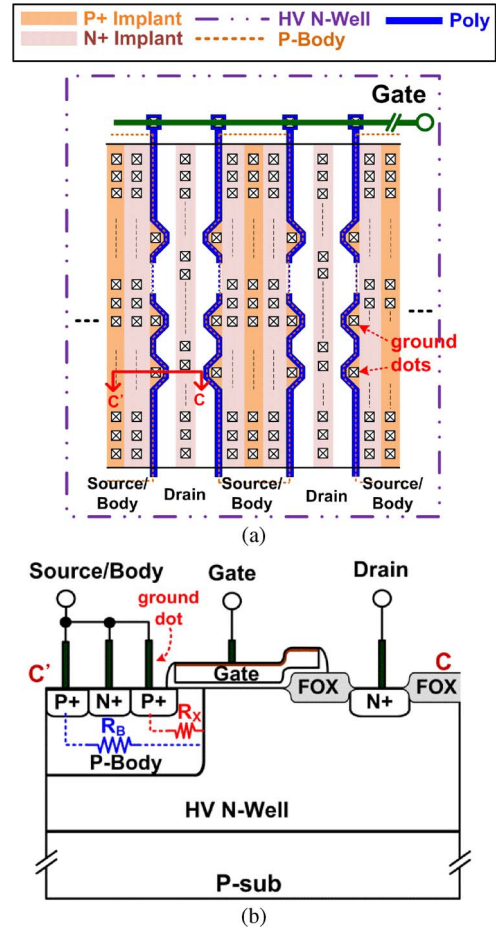 P+ Implant HV N-Well Poly
N+ Implant P-Body
Gate
ground
dots
C' C
Source/ Source/ Source/
Body Drain Body Drain Body
(a)
Source/Body Gate Drain
ground
dot
C' C
Gate
P+ N+ P+ FOX N+ FOX
RX
RB
P-Body
HV N-Well
P-sub
(b)